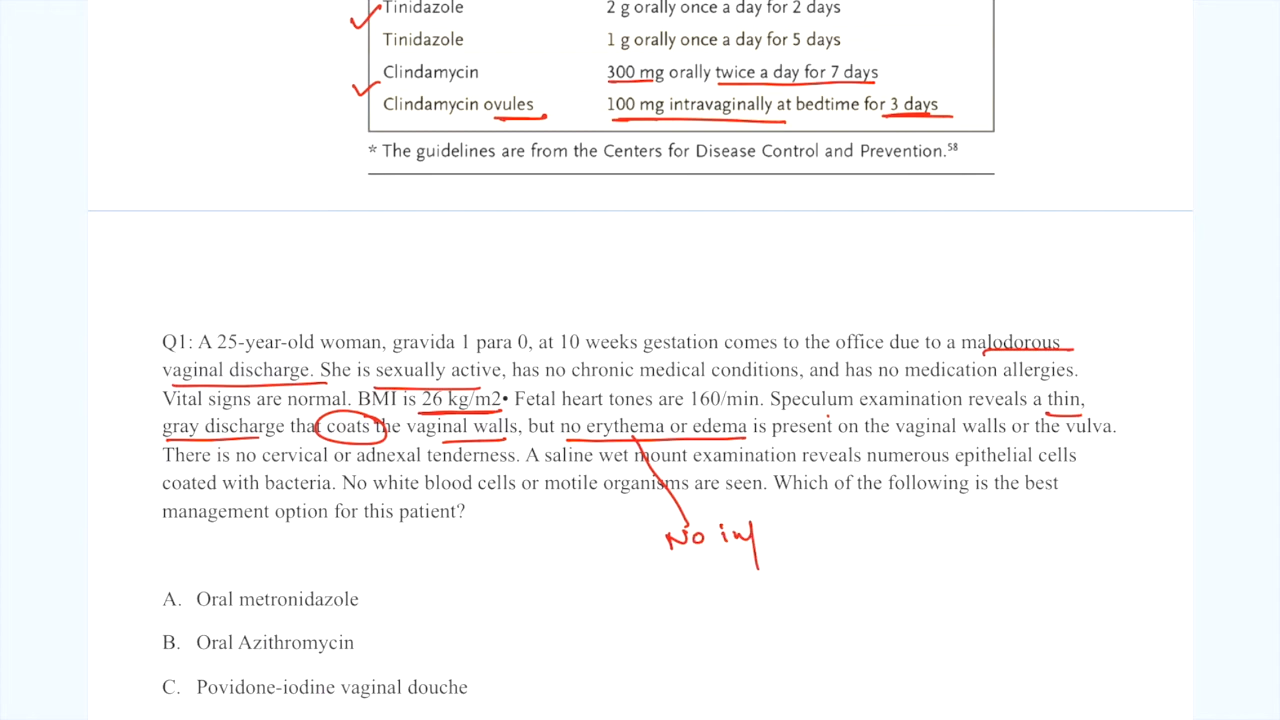 Tinidazole 2 g orally once a day for 2 days
Tinidazole 1 g orally once a day for 5 days
Clindamycin 300 mg orally twice a day for 7 days
Clindamycin ovules 100 mg intravaginally at bedtime for 3 days
* The guidelines are from the Centers for Disease Control and Prevention.58
Q1: A 25-year-old woman, gravida 1 para 0, at 10 weeks gestation comes to the office due to a malodorous
vaginal discharge. She is sexually active, has no chronic medical conditions, and has no medication allergies.
Vital signs are normal. BMI is 26 kg/m2• Fetal heart tones are 160/min. Speculum examination reveals a thin,
gray discharge that coats the vaginal walls, but no erythema or edema is present on the vaginal walls or the vulva.
There is no cervical or adnexal tenderness. A saline wet mount examination reveals numerous epithelial cells
coated with bacteria. No white blood cells or motile organisms are seen. Which of the following is the best
management option for this patient?
No inf
A. Oral metronidazole
B. Oral Azithromycin
C. Povidone-iodine vaginal douche